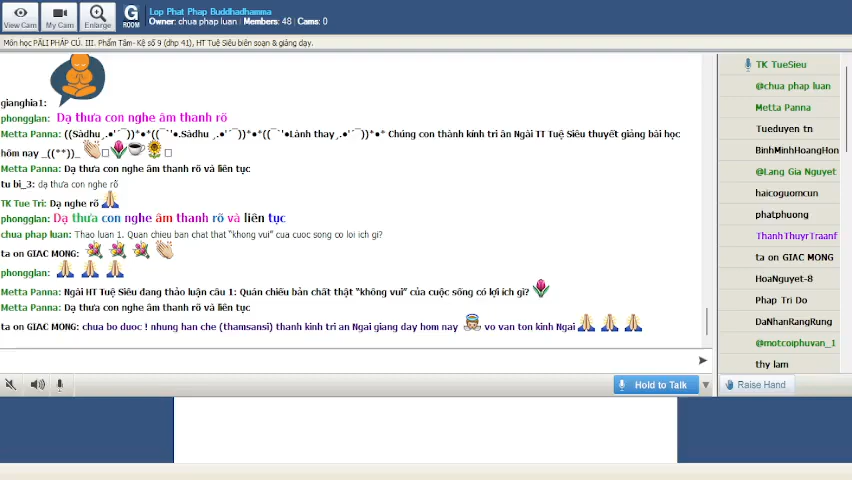 View Cam
My Cam
Enlarge
G
ROOM
Lop Phat Phap Buddhadhamma
Owner: chua phap luan | Members: 48 | Cams: 0
Môn học PĀLI PHÁP CÚ. III. Phẩm Tâm- Kệ số 9 (dhp 41), HT Tuệ Siêu biên soạn & giảng dạy.
gianghia1:
phonggian: Dạ thưa con nghe âm thanh rõ
Metta Panna: ((Sàdhu ¸.•'´¯))*•*((¯`'•.Sàdhu ¸.•'´¯))*•*((¯`'•Lành thay¸.•'´¯))*•* Chúng con thành kính tri ân Ngài TT Tuệ Siêu thuyết giảng bài học
hôm nay _((**))_
Metta Panna: Dạ thưa con nghe âm thanh rõ và liên tục
tu bi_3: dạ thưa con nghe rõ
TK Tue Tri: Dạ nghe rõ
phonggian: Dạ thưa con nghe âm thanh rõ và liên tục
chua phap luan: Thao luan 1. Quan chieu ban chat that "khong vui" cua cuoc song co loi ich gi?
ta on GIAC MONG:
phonggian:
Metta Panna: Ngài HT Tuệ Siêu đang thảo luận câu 1: Quán chiếu bản chất thật "không vui" của cuộc sống có lợi ích gì?
Metta Panna: Dạ thưa con nghe âm thanh rõ và liên tục
ta on GIAC MONG: chua bo duoc ! nhung han che (thamsansi) thanh kinh tri an Ngai giang day hom nay vo van ton kinh Ngai
Hold to Talk
TK TueSieu
@chua phap luan
Metta Panna
Tueduyen tn
BinhMinhHoangHon
@Lang Gia Nguyet
haicoguomcun
phatphuong
ThanhThuyrTraanf
ta on GIAC MONG
HoaNguyet-8
Phap Tri Do
DaNhanRangRung
@motcoiphuvan_1
thy lam
Raise Hand